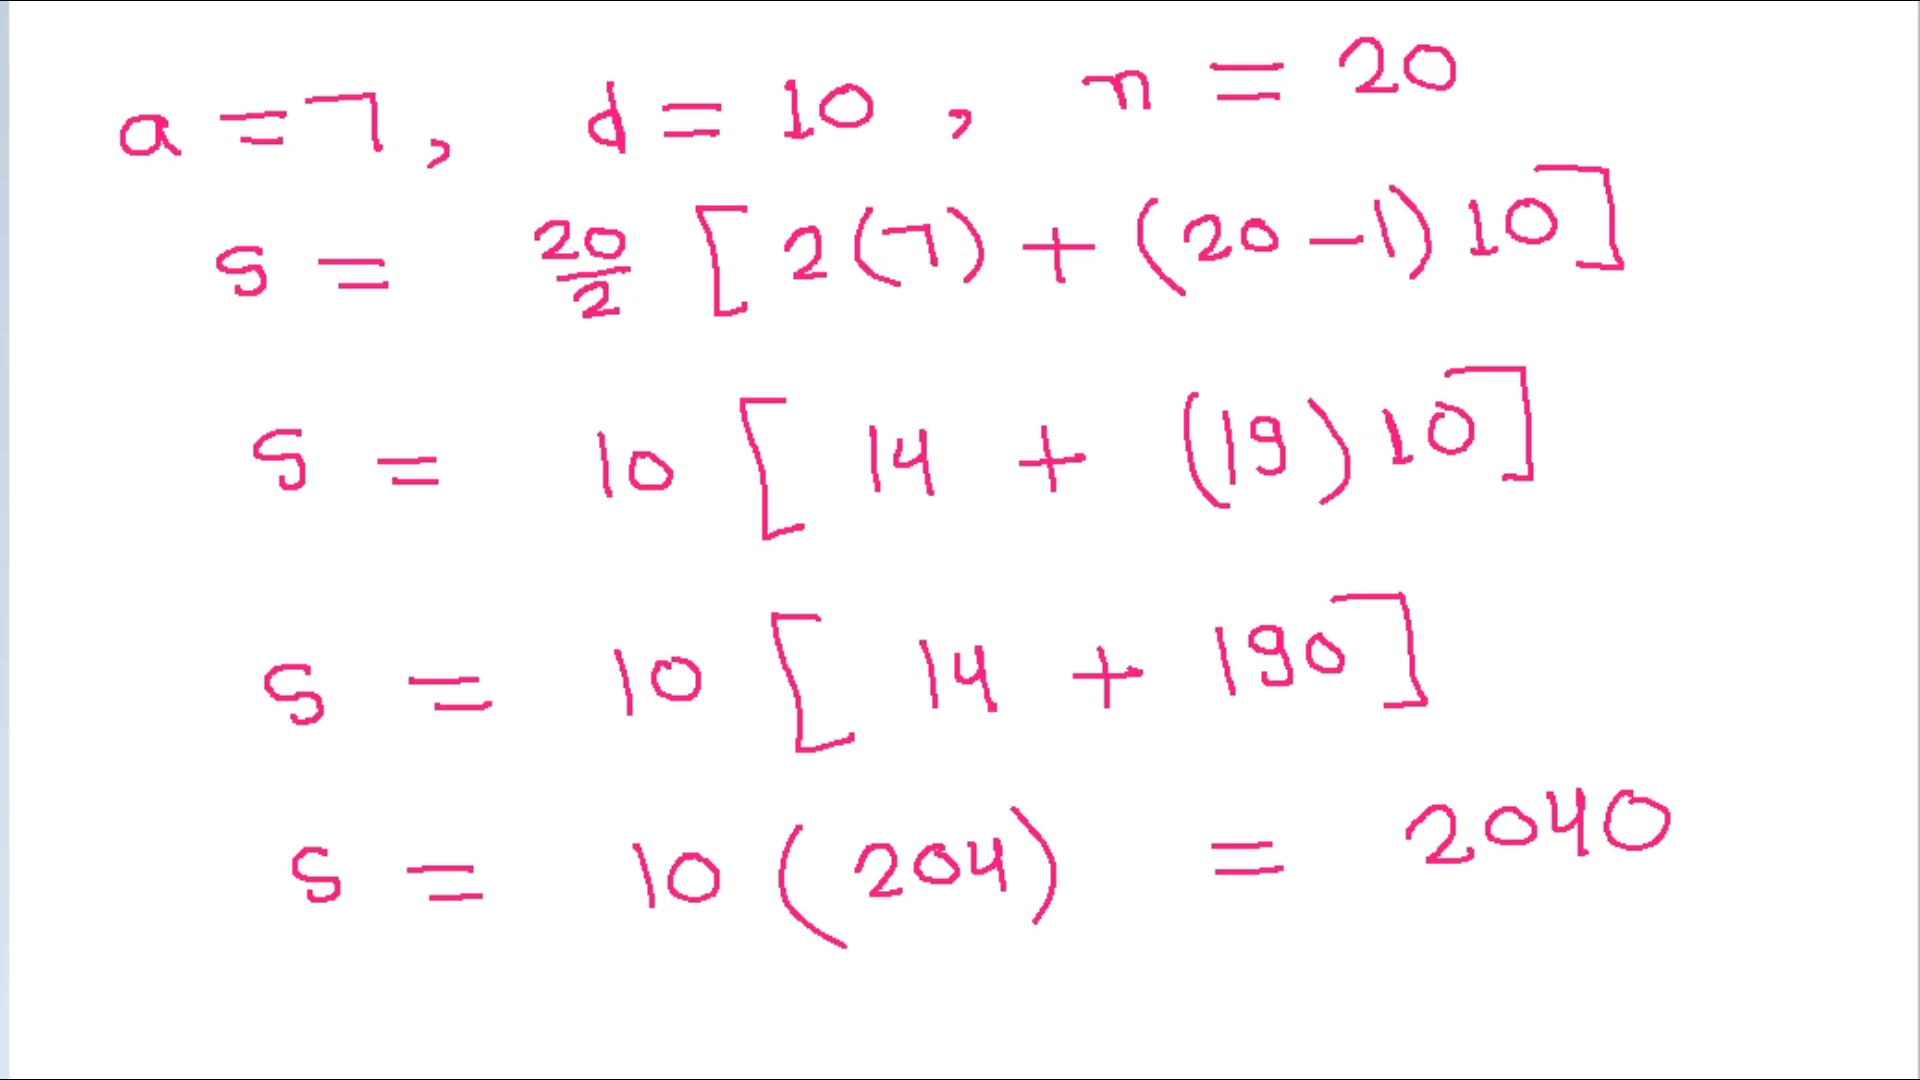 a = 7, d = 10, n = 20
S = 20/2 [2(7) + (20 - 1) 10]
S = 10 [14 + (19) 10]
S = 10 [14 + 190]
S = 10 (204) = 2040